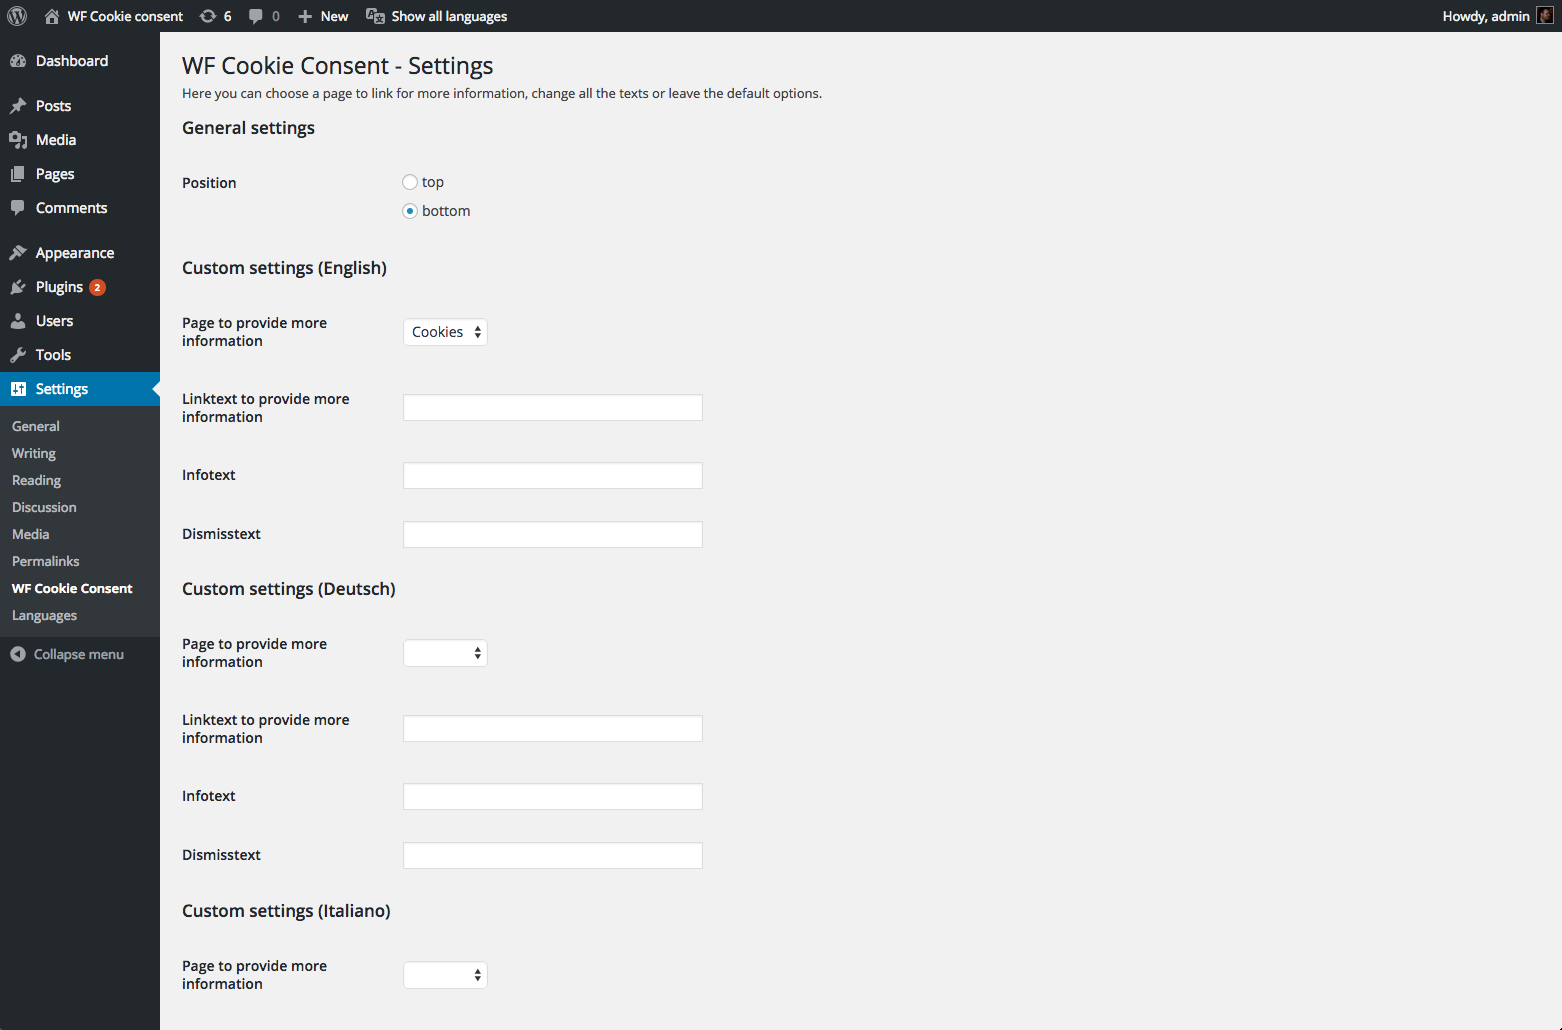 WF Cookie consent 6 0 New Show all languages Howdy, admin
Dashboard
Posts
Media
Pages
Comments
Appearance
Plugins 2
Users
Tools
Settings
General
Writing
Reading
Discussion
Media
Permalinks
WF Cookie Consent
Languages
Collapse menu
WF Cookie Consent - Settings
Here you can choose a page to link for more information, change all the texts or leave the default options.
General settings
Position
top
bottom
Custom settings (English)
Page to provide more
information
Cookies
Linktext to provide more
information
Infotext
Dismisstext
Custom settings (Deutsch)
Page to provide more
information
Linktext to provide more
information
Infotext
Dismisstext
Custom settings (Italiano)
Page to provide more
information